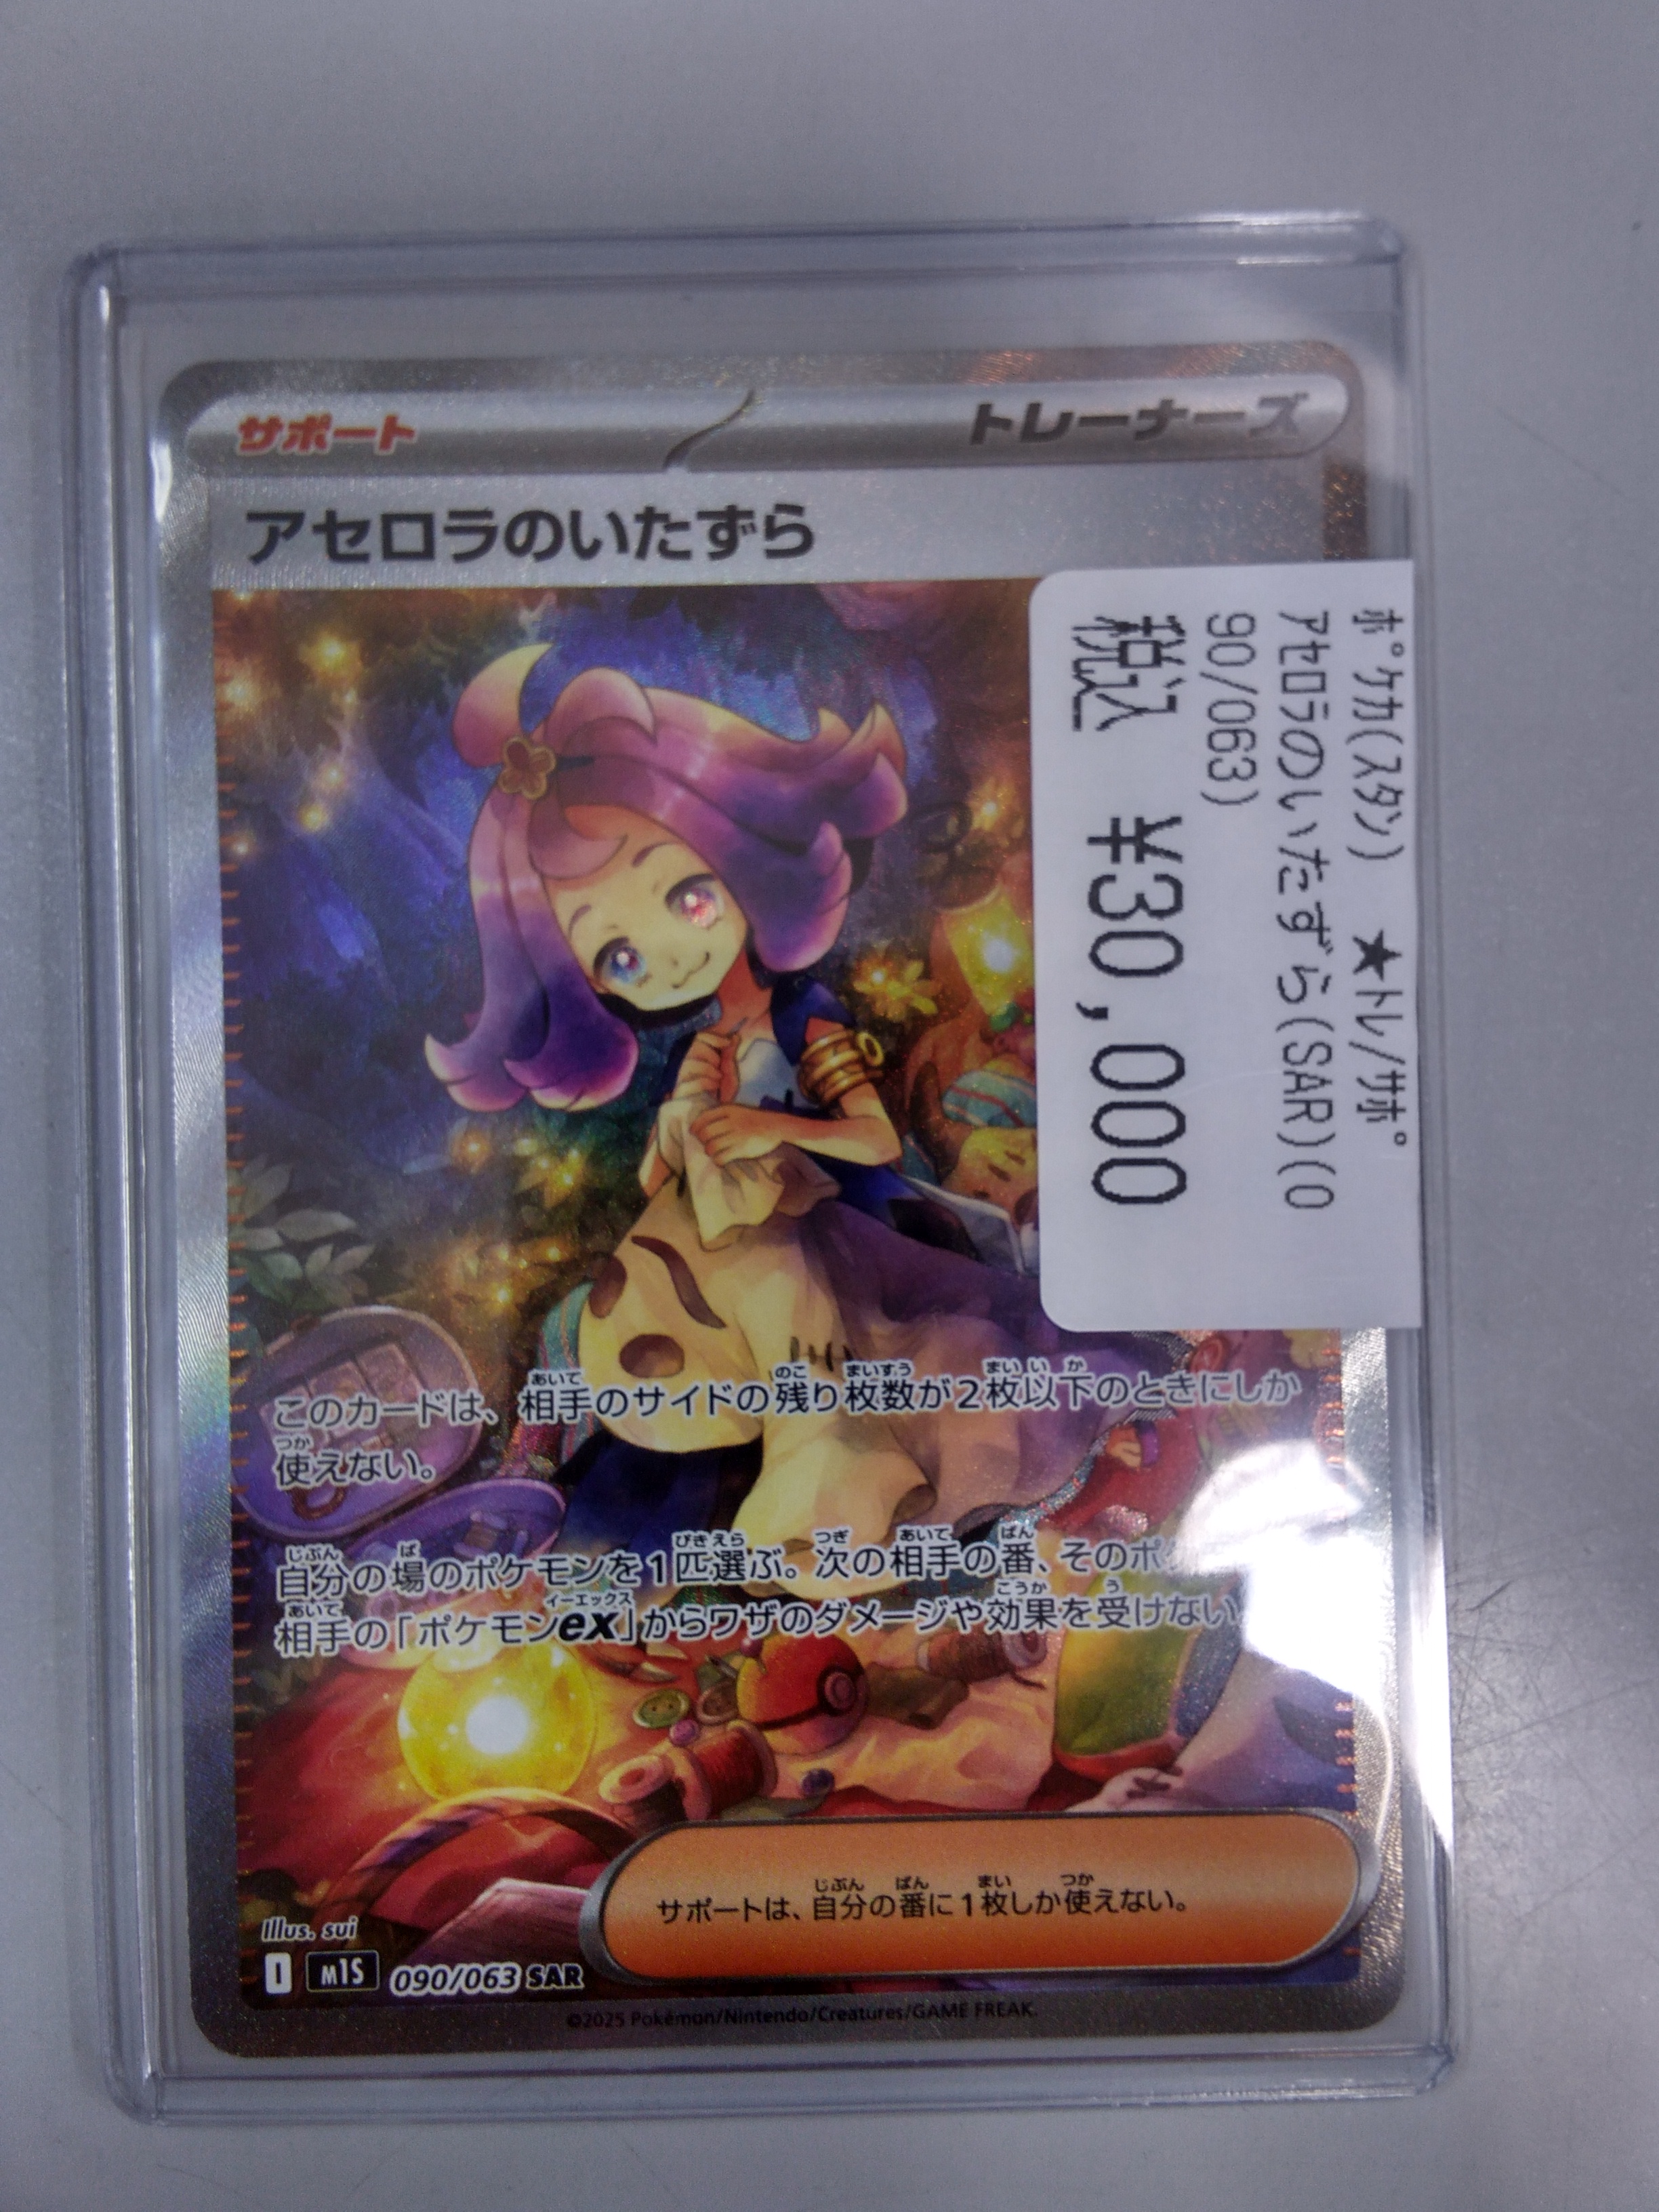 サポート
トレーナーズ
アセロラのいたずら
ﾎﾟｹｶ(ｽﾀﾝ) ★ﾄﾚ/ｻﾎﾟ
ｱｾﾛﾗのいたずら(SAR)(0
90/063)
税込 ¥30,000
このカードは、相手のサイドの残り枚数が2枚以下のときにしか
使えない。
自分の場のポケモンを1匹選ぶ。次の相手の番、そのポケ
相手の「ポケモンex」からワザのダメージや効果を受けない
サポートは、自分の番に1枚しか使えない。
Illus. sui
I M1S 090/063 SAR
©2025 Pokémon/Nintendo/Creatures/GAME FREAK.